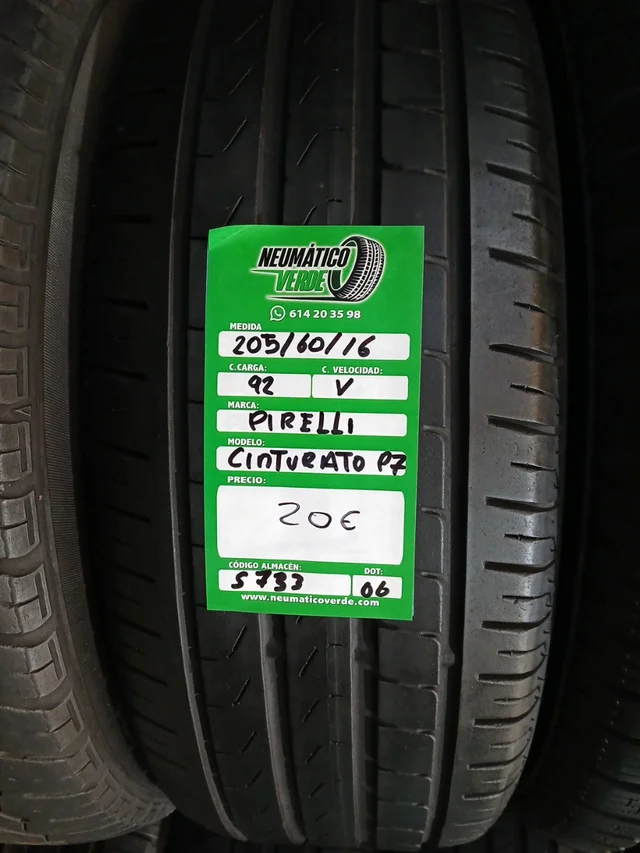 NEUMÁTICO
VERDE
614 20 35 98
MEDIDA
205/60/16
C.CARGA: C. VELOCIDAD:
92 V
MARCA:
PIRELLI
MODELO:
CINTURATO P7
PRECIO:
20€
CÓDIGO ALMACÉN: DOT:
S733 06
www.neumaticoverde.com